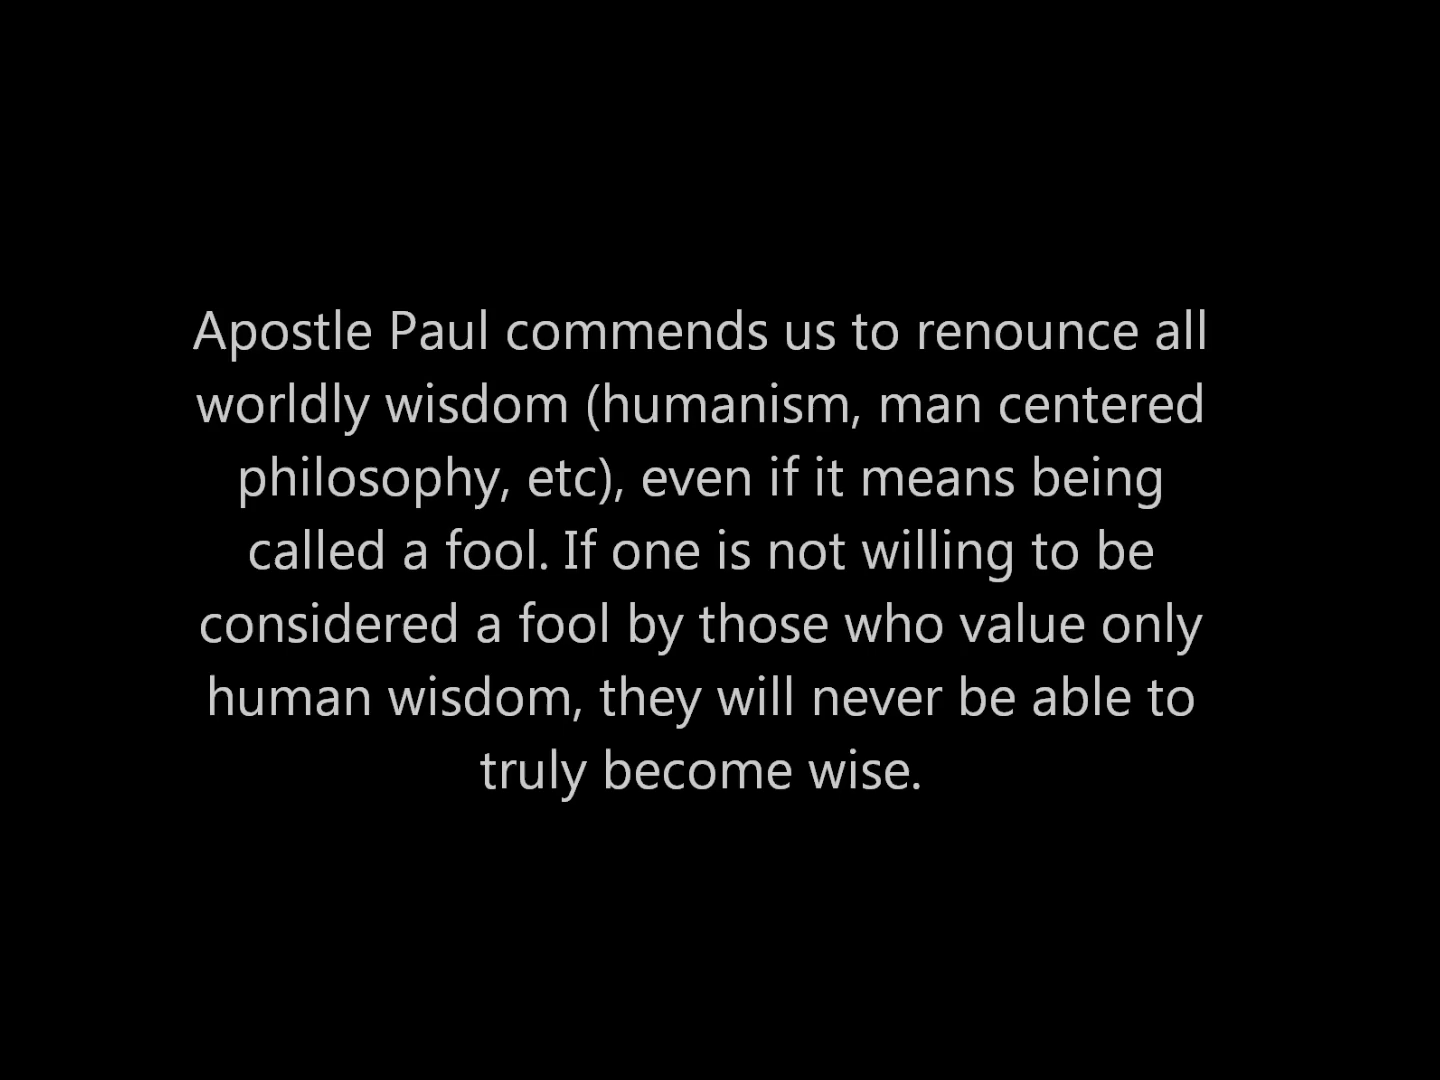 Apostle Paul commends us to renounce all
worldly wisdom (humanism, man centered
philosophy, etc), even if it means being
called a fool. If one is not willing to be
considered a fool by those who value only
human wisdom, they will never be able to
truly become wise.